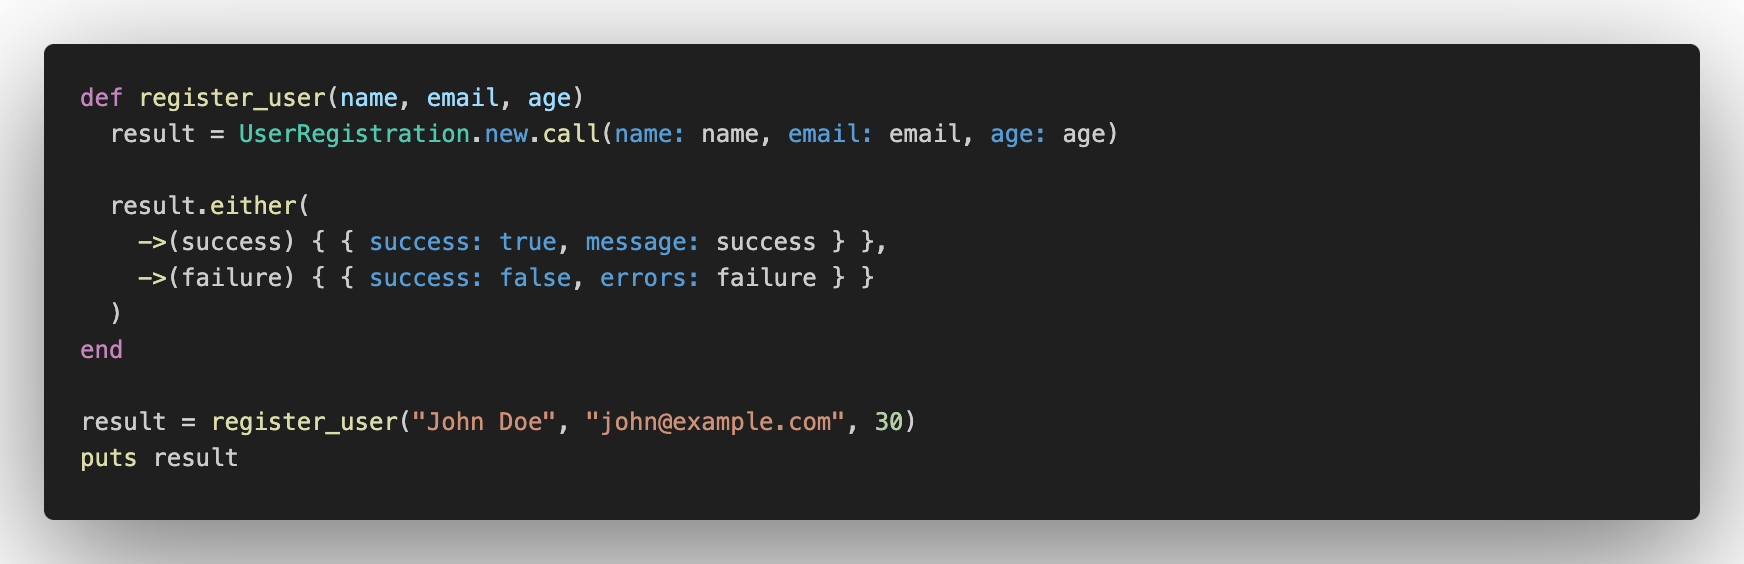 def register_user(name, email, age)
  result = UserRegistration.new.call(name: name, email: email, age: age)

  result.either(
    ->(success) { { success: true, message: success } },
    ->(failure) { { success: false, errors: failure } }
  )
end

result = register_user("John Doe", "john@example.com", 30)
puts result